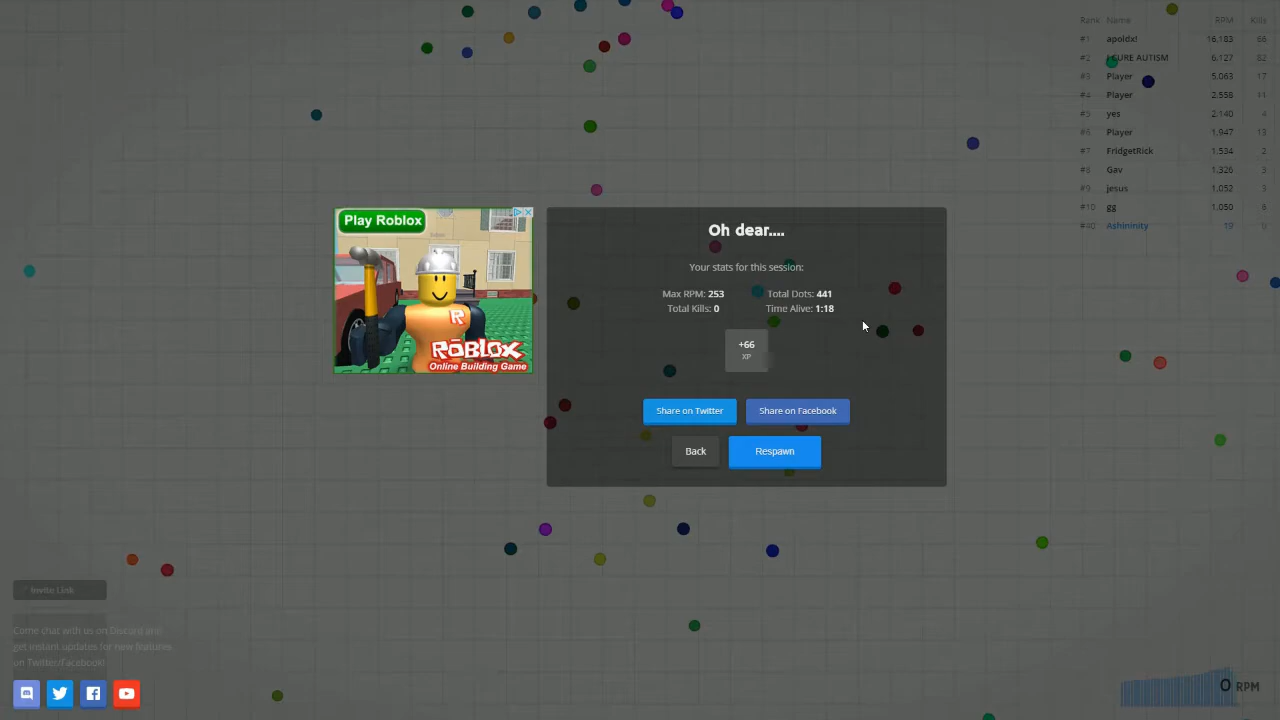 Rank Name RPM Kills
#1 apoldx! 16,183 66
#2 I CURE AUTISM 6,127 82
#3 Player 5,063 17
#4 Player 2,558 11
#5 yes 2,140 4
#6 Player 1,947 13
#7 FridgetRick 1,534 2
#8 Gav 1,326 3
#9 jesus 1,052 3
#10 gg 1,050 6
#40 Ashininity 19 0
Play Roblox
R
ROBLOX
Online Building Game
Oh dear....
Your stats for this session:
Max RPM: 253 Total Dots: 441
Total Kills: 0 Time Alive: 1:18
+66
XP
Share on Twitter Share on Facebook
Back Respawn
Invite Link
Come chat with us on Discord and
get instant updates for new features
on Twitter/Facebook!
0 RPM